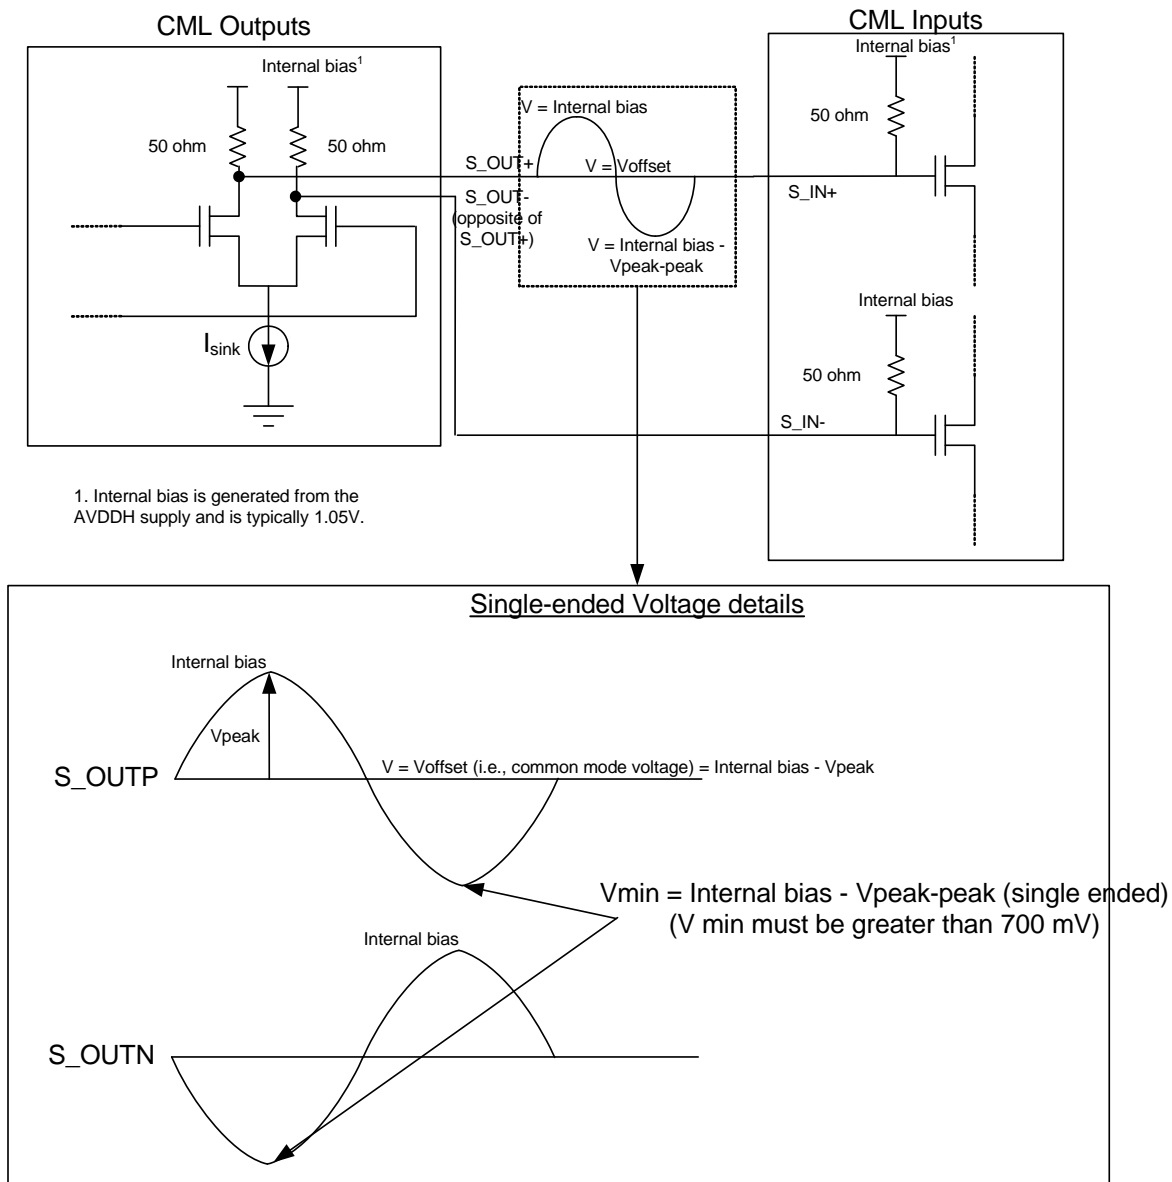 CML Outputs
CML Inputs
Internal bias¹
Internal bias¹
50 ohm
50 ohm
V = Internal bias
50 ohm
S_OUT+
V = Voffset
S_IN+
S_OUT-
(opposite of
S_OUT+)
V = Internal bias -
Vpeak-peak
Internal bias
Isink
50 ohm
S_IN-
1. Internal bias is generated from the
AVDDH supply and is typically 1.05V.
Single-ended Voltage details
Internal bias
Vpeak
S_OUTP
V = Voffset (i.e., common mode voltage) = Internal bias - Vpeak
Vmin = Internal bias - Vpeak-peak (single ended)
(V min must be greater than 700 mV)
Internal bias
S_OUTN